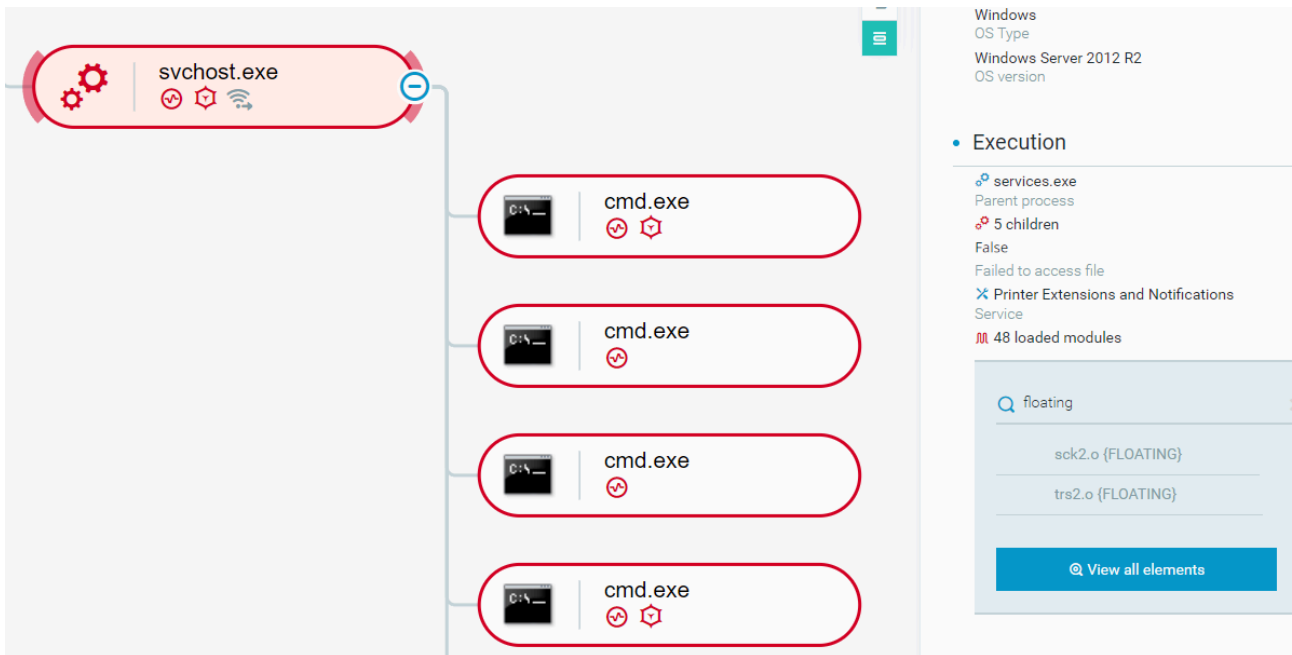 svchost.exe
cmd.exe
cmd.exe
cmd.exe
cmd.exe
Windows
OS Type
Windows Server 2012 R2
OS version
Execution
services.exe
Parent process
5 children
False
Failed to access file
Printer Extensions and Notifications
Service
48 loaded modules
floating
sck2.o {FLOATING}
trs2.o {FLOATING}
View all elements